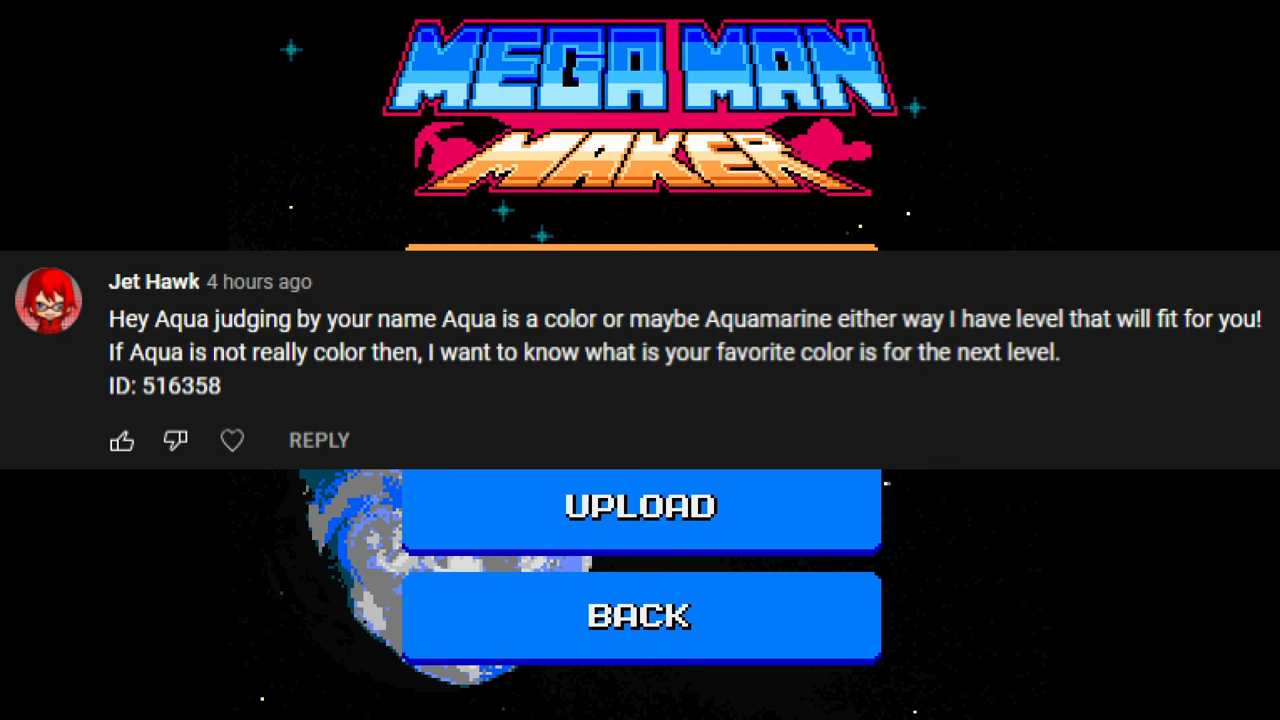 MEGA MAN
MAKER
Jet Hawk 4 hours ago
Hey Aqua judging by your name Aqua is a color or maybe Aquamarine either way I have level that will fit for you!
If Aqua is not really color then, I want to know what is your favorite color is for the next level.
ID: 516358
REPLY
UPLOAD
BACK